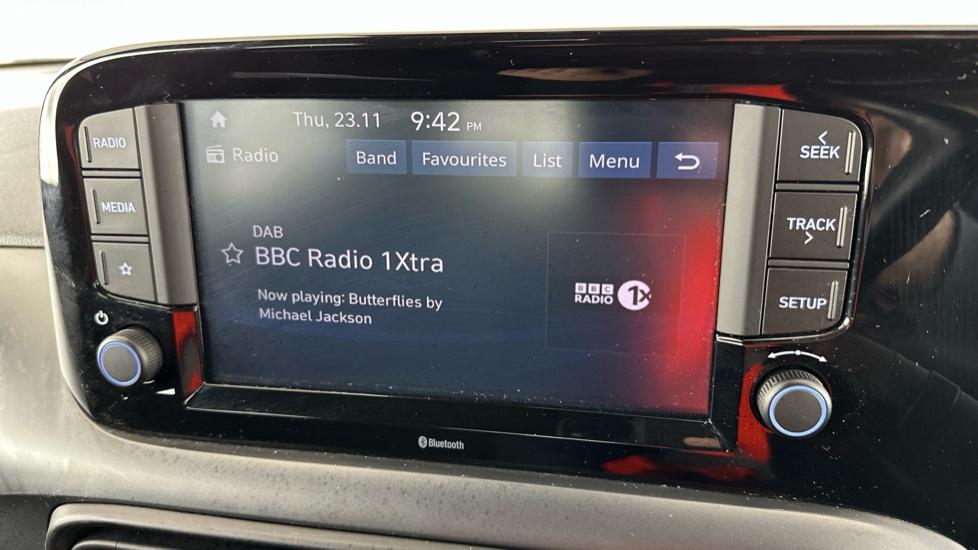 Thu, 23.11 9:42 PM
Radio Band Favourites List Menu
DAB
BBC Radio 1Xtra
Now playing: Butterflies by
Michael Jackson
BBC
RADIO 1X
RADIO
MEDIA
< SEEK
TRACK >
SETUP
Bluetooth